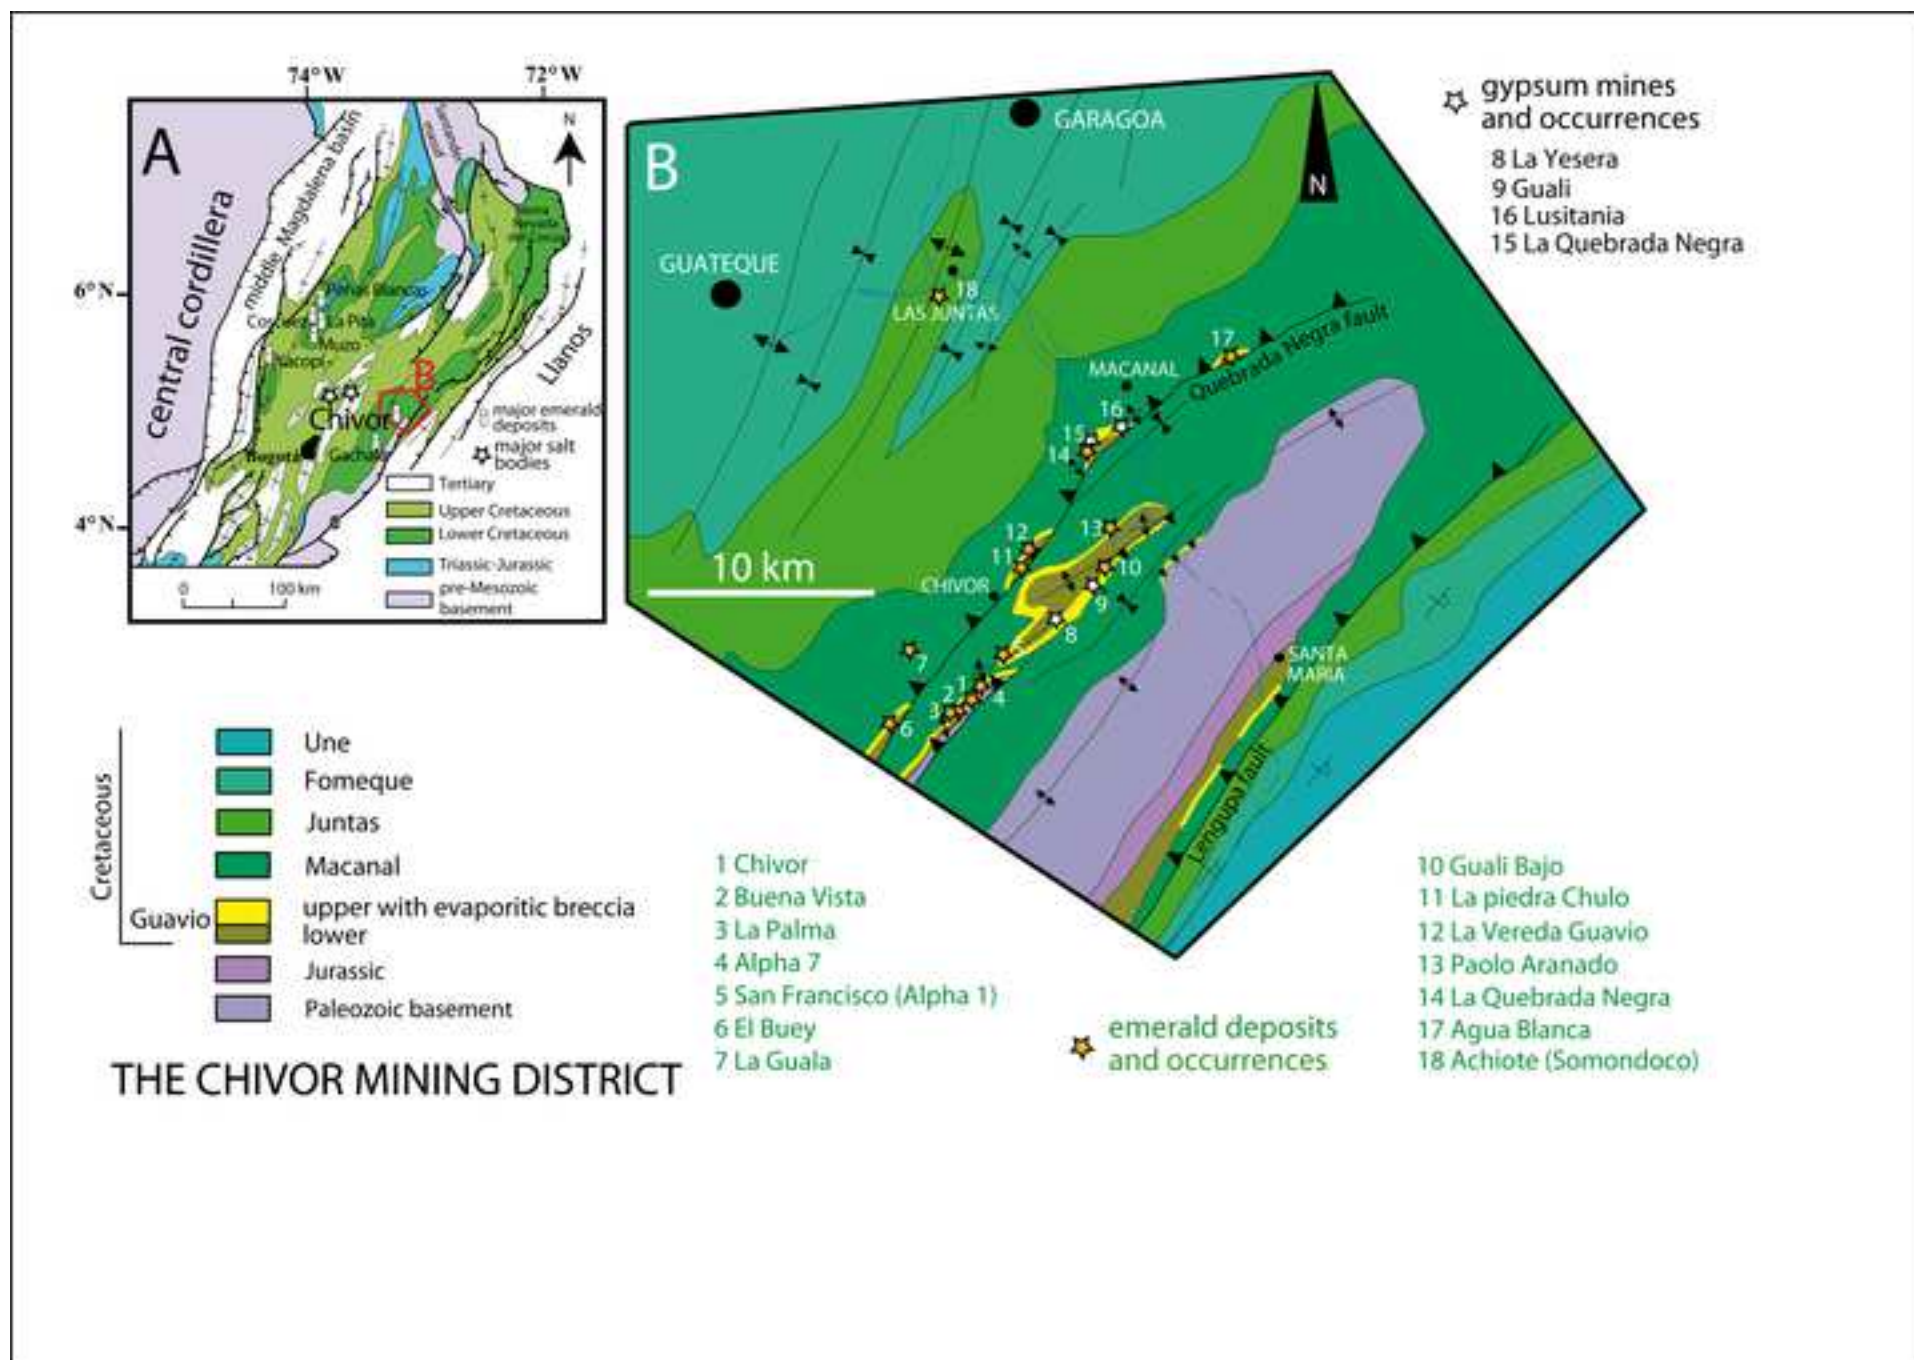 74° W
72° W
A
N
Santander
massif
middle Magdalena basin
central cordillera
6° N
Peñas Blancas
Coscuez
La Pita
Muzo
Yacopi
Llanos
B
Chivor
major emerald
deposits
Bogotá
Gachalá
major salt
bodies
Tertiary
Upper Cretaceous
4° N
Lower Cretaceous
Triassic-Jurassic
0
100 km
pre-Mesozoic
basement
B
GARAGOA
N
GUATEQUE
18
LAS JUNTAS
17
Quebrada Negra fault
MACANAL
16
15
14
13
12
11
10 km
CHIVOR
10
9
8
5
7
SANTA
MARIA
1
2
4
3
6
Lengupa fault
gypsum mines
and occurrences
8 La Yesera
9 Guali
16 Lusitania
15 La Quebrada Negra
Cretaceous
Une
Fomeque
Juntas
Macanal
Guavio
upper with evaporitic breccia
lower
Jurassic
Paleozoic basement
THE CHIVOR MINING DISTRICT
1 Chivor
2 Buena Vista
3 La Palma
4 Alpha 7
5 San Francisco (Alpha 1)
6 El Buey
7 La Guala
emerald deposits
and occurrences
10 Guali Bajo
11 La piedra Chulo
12 La Vereda Guavio
13 Paolo Aranado
14 La Quebrada Negra
17 Agua Blanca
18 Achiote (Somondoco)